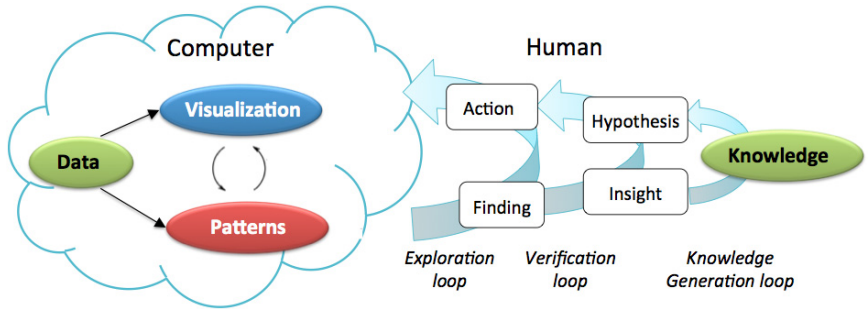 Computer
Human
Visualization
Action
Hypothesis
Data
Knowledge
Patterns
Finding
Insight
Exploration
loop
Verification
loop
Knowledge
Generation loop